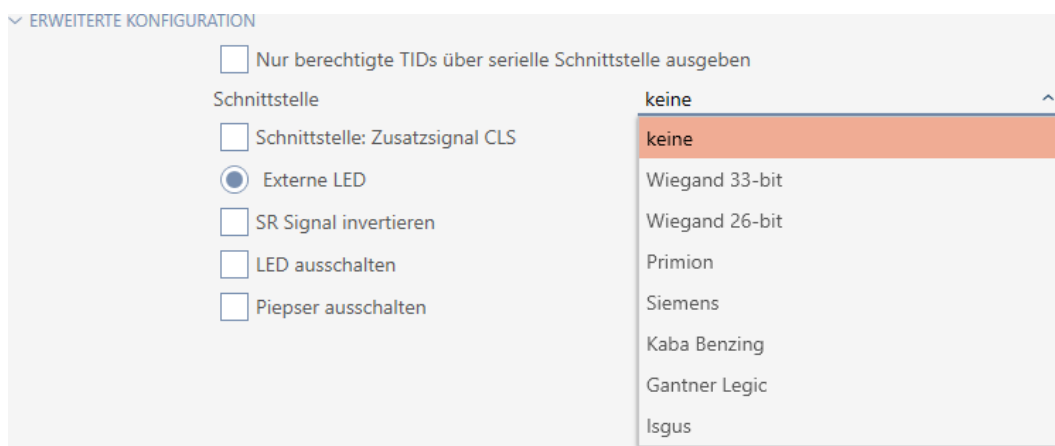 ERWEITERTE KONFIGURATION
Nur berechtigte TIDs über serielle Schnittstelle ausgeben
Schnittstelle keine
Schnittstelle: Zusatzsignal CLS
keine
Externe LED
Wiegand 33-bit
SR Signal invertieren
Wiegand 26-bit
LED ausschalten
Primion
Piepser ausschalten
Siemens
Kaba Benzing
Gantner Legic
Isgus